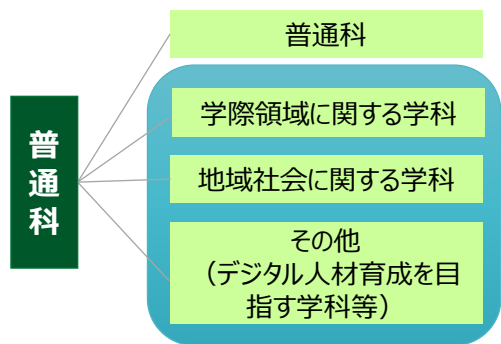 普通科
普通科
学際領域に関する学科
地域社会に関する学科
その他
（デジタル人材育成を目
指す学科等）